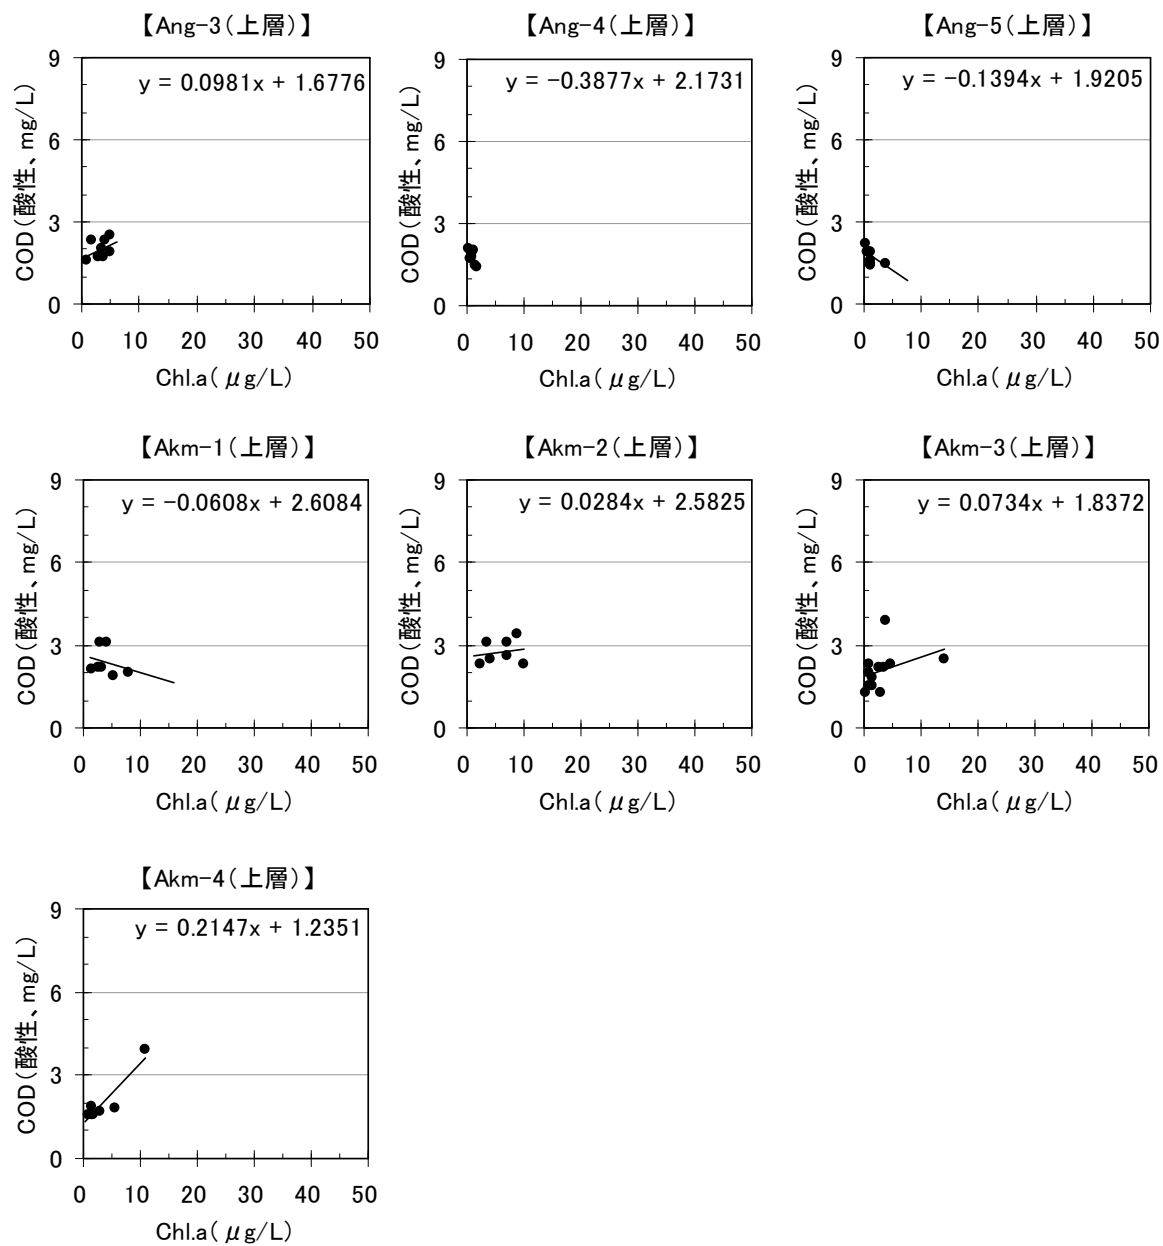 【Ang-3(上層)】
y = 0.0981x + 1.6776
9
6
3
0
COD(酸性、mg/L)
0 10 20 30 40 50
Chl.a( μg/L)
【Ang-4(上層)】
y = -0.3877x + 2.1731
9
6
3
0
COD(酸性、mg/L)
0 10 20 30 40 50
Chl.a( μg/L)
【Ang-5(上層)】
y = -0.1394x + 1.9205
9
6
3
0
COD(酸性、mg/L)
0 10 20 30 40 50
Chl.a( μg/L)
【Akm-1(上層)】
y = -0.0608x + 2.6084
9
6
3
0
COD(酸性、mg/L)
0 10 20 30 40 50
Chl.a( μg/L)
【Akm-2(上層)】
y = 0.0284x + 2.5825
9
6
3
0
COD(酸性、mg/L)
0 10 20 30 40 50
Chl.a( μg/L)
【Akm-3(上層)】
y = 0.0734x + 1.8372
9
6
3
0
COD(酸性、mg/L)
0 10 20 30 40 50
Chl.a( μg/L)
【Akm-4(上層)】
y = 0.2147x + 1.2351
9
6
3
0
COD(酸性、mg/L)
0 10 20 30 40 50
Chl.a( μg/L)